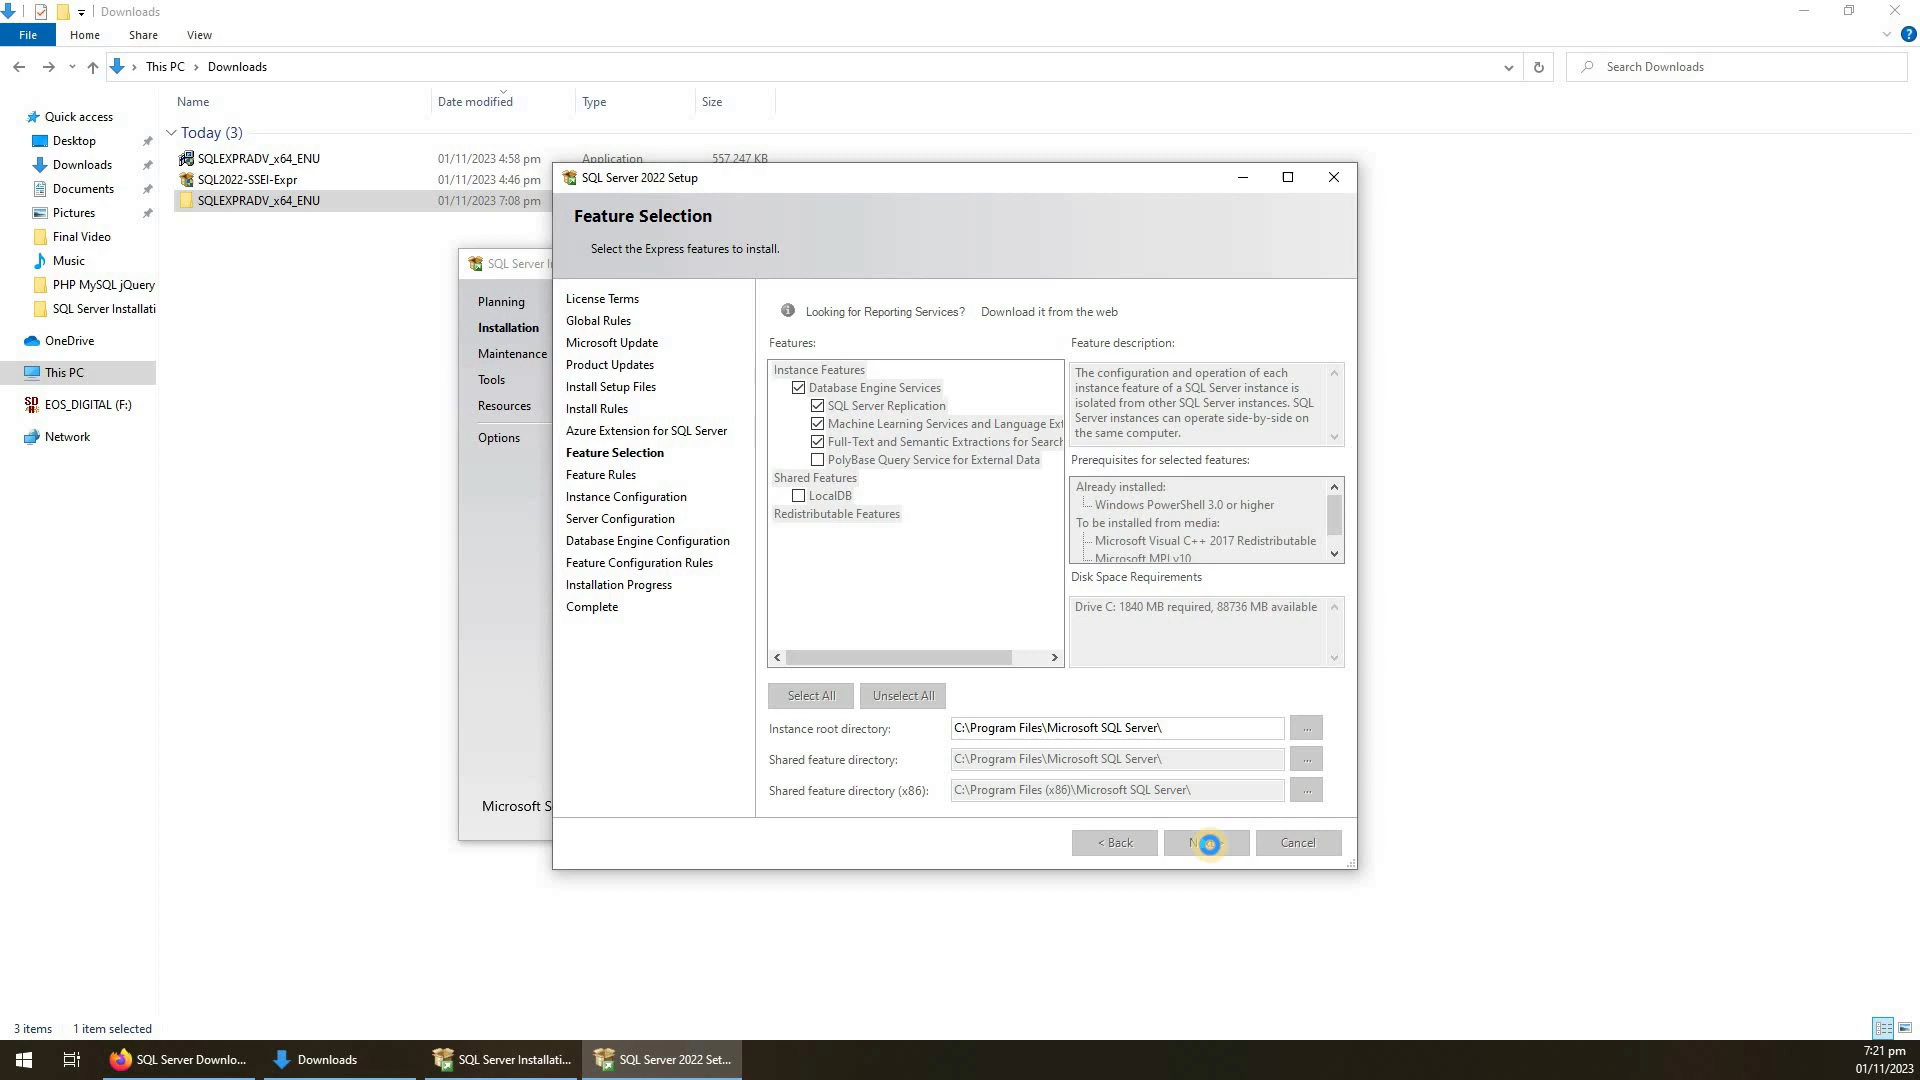 Downloads
File
Home
Share
View
This PC
Downloads
Search Downloads
Name
Date modified
Type
Size
Quick access
Desktop
Downloads
Documents
Pictures
Final Video
Music
PHP MySQL jQuery
SQL Server Installati
OneDrive
This PC
EOS_DIGITAL (F:)
Network
Today (3)
SQLEXPRADV_x64_ENU 01/11/2023 4:58 pm Application 557,247 KB
SQL2022-SSEI-Expr 01/11/2023 4:46 pm
SQLEXPRADV_x64_ENU 01/11/2023 7:08 pm
SQL Server I
Planning
Installation
Maintenance
Tools
Resources
Options
Microsoft S
SQL Server 2022 Setup
Feature Selection
Select the Express features to install.
License Terms
Global Rules
Microsoft Update
Product Updates
Install Setup Files
Install Rules
Azure Extension for SQL Server
Feature Selection
Feature Rules
Instance Configuration
Server Configuration
Database Engine Configuration
Feature Configuration Rules
Installation Progress
Complete
Looking for Reporting Services? Download it from the web
Features:
Instance Features
Database Engine Services
SQL Server Replication
Machine Learning Services and Language Ext
Full-Text and Semantic Extractions for Search
PolyBase Query Service for External Data
Shared Features
LocalDB
Redistributable Features
Feature description:
The configuration and operation of each
instance feature of a SQL Server instance is
isolated from other SQL Server instances. SQL
Server instances can operate side-by-side on
the same computer.
Prerequisites for selected features:
Already installed:
Windows PowerShell 3.0 or higher
To be installed from media:
Microsoft Visual C++ 2017 Redistributable
Microsoft MPI v10
Disk Space Requirements
Drive C: 1840 MB required, 88736 MB available
Select All
Unselect All
Instance root directory: C:\Program Files\Microsoft SQL Server\ ...
Shared feature directory: C:\Program Files\Microsoft SQL Server\ ...
Shared feature directory (x86): C:\Program Files (x86)\Microsoft SQL Server\ ...
< Back
Cancel
3 items
1 item selected
SQL Server Downlo...
Downloads
SQL Server Installati...
SQL Server 2022 Set...
7:21 pm
01/11/2023